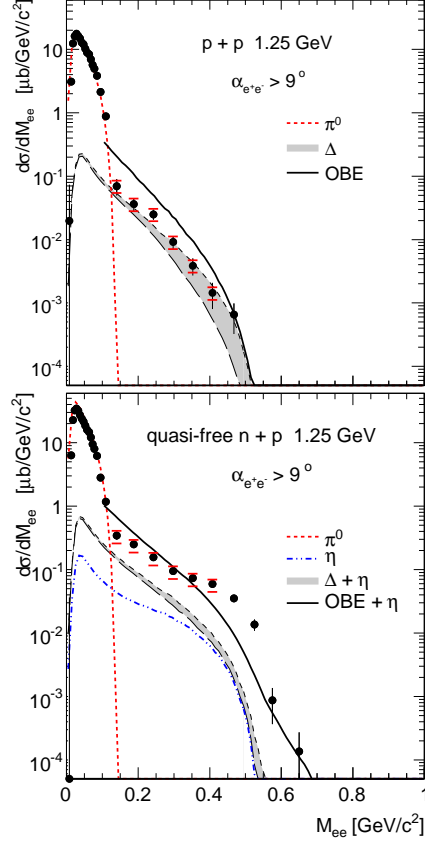 p + p 1.25 GeV
α_{e⁺e⁻} > 9°
π⁰
Δ
OBE
dσ/dM_{ee} [μb/GeV/c²]
10
1
10⁻¹
10⁻²
10⁻³
10⁻⁴
quasi-free n + p 1.25 GeV
α_{e⁺e⁻} > 9°
π⁰
η
Δ + η
OBE + η
dσ/dM_{ee} [μb/GeV/c²]
10
1
10⁻¹
10⁻²
10⁻³
10⁻⁴
0 0.2 0.4 0.6 0.8 1
M_{ee} [GeV/c²]